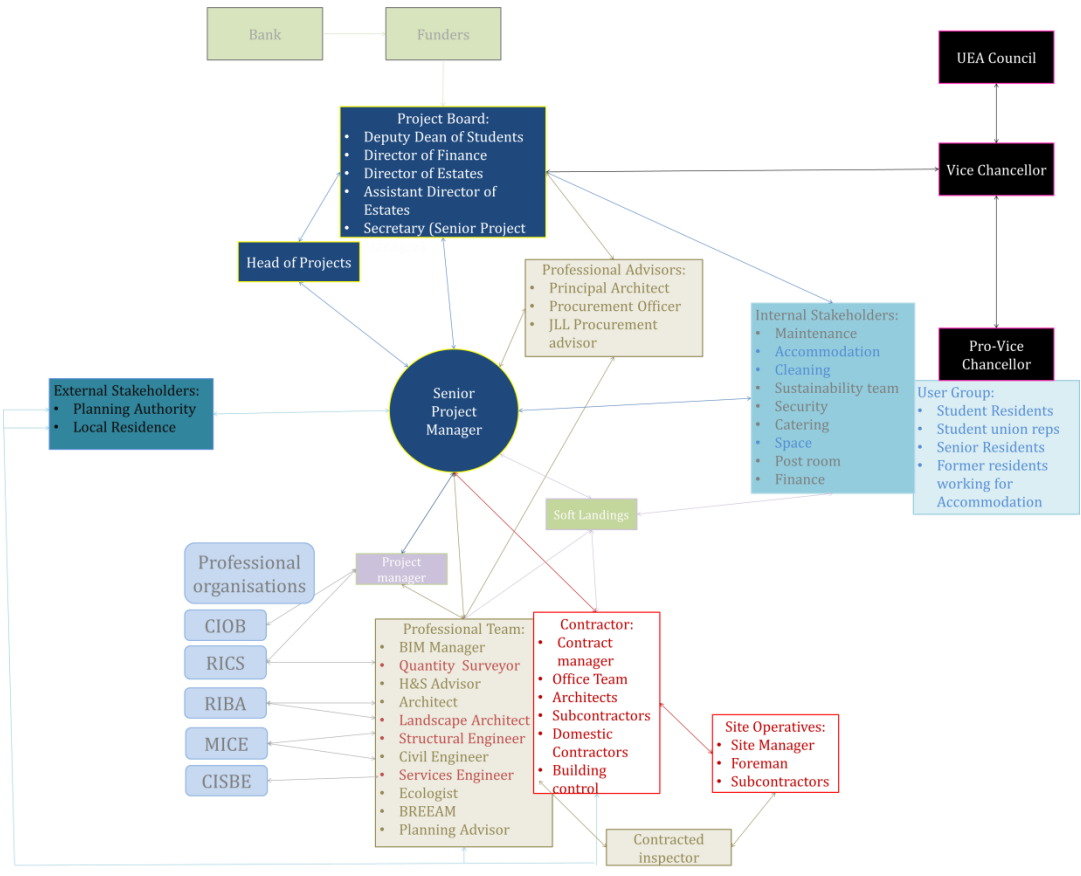 Bank
Funders
UEA Council
Project Board:
• Deputy Dean of Students
• Director of Finance
• Director of Estates
• Assistant Director of
Estates
• Secretary (Senior Project
Vice Chancellor
Head of Projects
Professional Advisors:
• Principal Architect
• Procurement Officer
• JLL Procurement
advisor
Internal Stakeholders:
• Maintenance
• Accommodation
• Cleaning
• Sustainability team
• Security
• Catering
• Space
• Post room
• Finance
Pro-Vice
Chancellor
User Group:
• Student Residents
• Student union reps
• Senior Residents
• Former residents
working for
Accommodation
Senior
Project
Manager
External Stakeholders:
• Planning Authority
• Local Residence
Soft Landings
Project
manager
Professional
organisations
CIOB
RICS
RIBA
MICE
CISBE
Professional Team:
• BIM Manager
• Quantity Surveyor
• H&S Advisor
• Architect
• Landscape Architect
• Structural Engineer
• Civil Engineer
• Services Engineer
• Ecologist
• BREEAM
• Planning Advisor
Contractor:
• Contract
manager
• Office Team
• Architects
• Subcontractors
• Domestic
Contractors
• Building
control
Site Operatives:
• Site Manager
• Foreman
• Subcontractors
Contracted
inspector